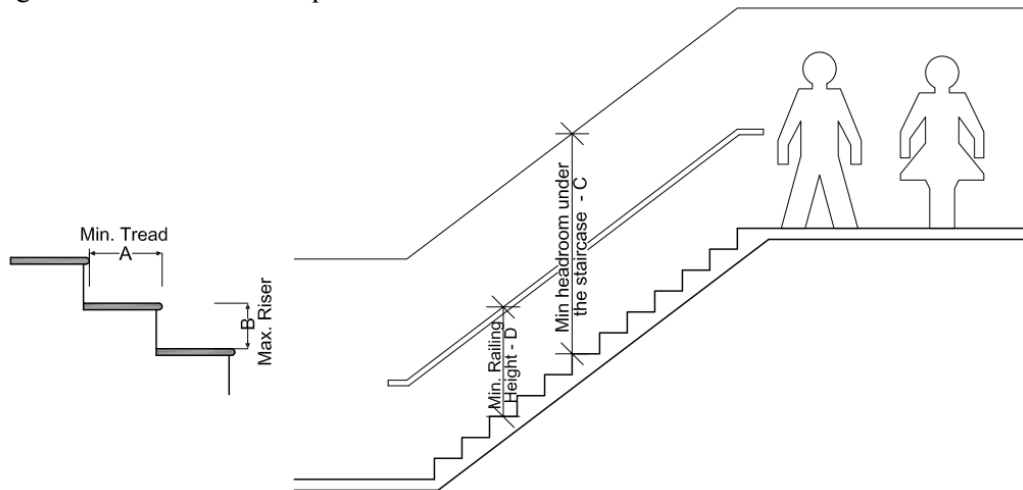 Min. Tread
A
B
Max. Riser
Min. Railing
Height - D
Min headroom under
the staircase - C